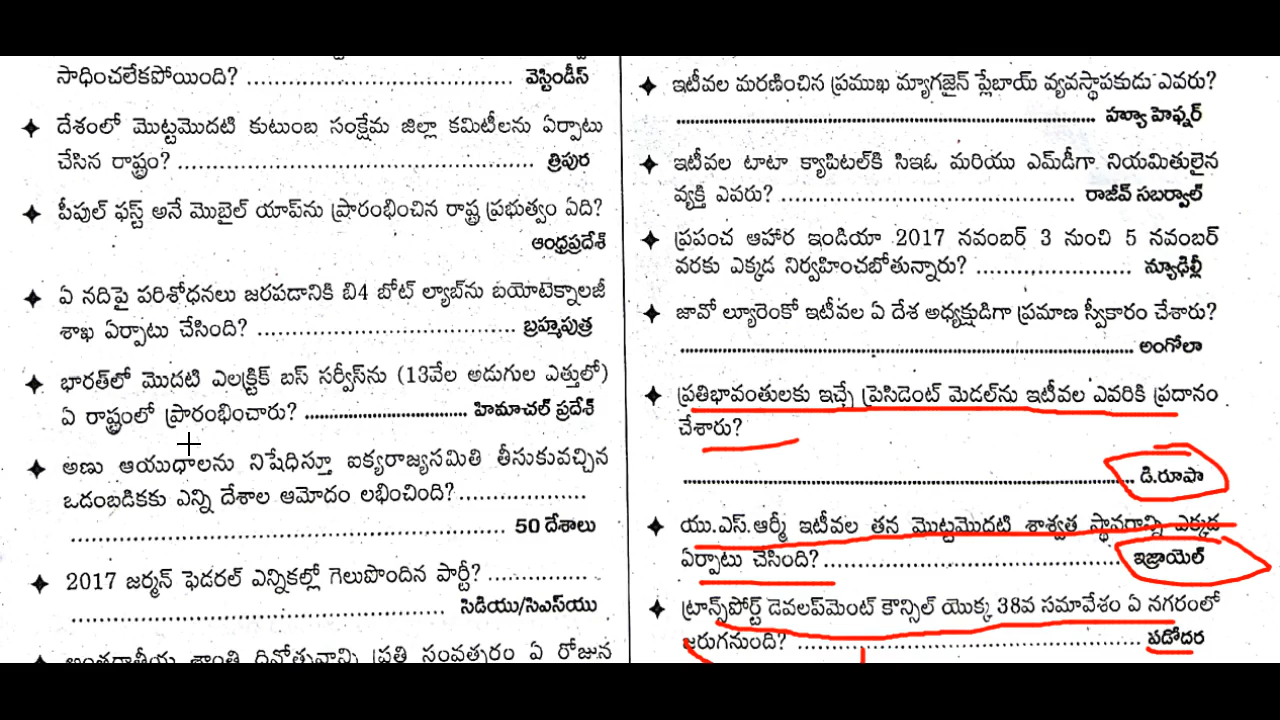 సాధించలేకపోయింది? ........................................ వెస్టిండీస్
✦ దేశంలో మొట్టమొదటి కుటుంబ సంక్షేమ జిల్లా కమిటీలను ఏర్పాటు
చేసిన రాష్ట్రం? ...................................................... త్రిపుర
✦ పీపుల్ ఫస్ట్ అనే మొబైల్ యాప్‌ను ప్రారంభించిన రాష్ట్ర ప్రభుత్వం ఏది?
ఆంధ్రప్రదేశ్
✦ ఏ నదిపై పరిశోధనలు జరపడానికి బి4 బోట్ ల్యాబ్‌ను బయోటెక్నాలజీ
శాఖ ఏర్పాటు చేసింది? ....................................... బ్రహ్మపుత్ర
✦ భారత్‌లో మొదటి ఎలక్ట్రిక్ బస్ సర్వీస్‌ను (13వేల అడుగుల ఎత్తులో)
ఏ రాష్ట్రంలో ప్రారంభించారు? ............................ హిమాచల్ ప్రదేశ్
✦ అణు ఆయుధాలను నిషేధిస్తూ ఐక్యరాజ్యసమితి తీసుకువచ్చిన
ఒడంబడికకు ఎన్ని దేశాల ఆమోదం లభించింది?...................
................................................................ 50 దేశాలు
✦ 2017 జర్మన్ ఫెడరల్ ఎన్నికల్లో గెలుపొందిన పార్టీ? ...............
........................................................ సిడియు/సిఎస్‌యు
✦ అంతర్జాతీయ శాంతి దినోత్సవాన్ని ప్రతి సంవత్సరం ఏ రోజున
✦ ఇటీవల మరణించిన ప్రముఖ మ్యాగజైన్ ప్లేబాయ్ వ్యవస్థాపకుడు ఎవరు?
................................................................ హ్యూ హెఫ్నర్
✦ ఇటీవల టాటా క్యాపిటల్‌కి సిఇఓ మరియు ఎమ్‌డీగా నియమితులైన
వ్యక్తి ఎవరు? ............................................. రాజీవ్ సబర్వాల్
✦ ప్రపంచ ఆహార ఇండియా 2017 నవంబర్ 3 నుంచి 5 నవంబర్
వరకు ఎక్కడ నిర్వహించబోతున్నారు? ........................ న్యూఢిల్లీ
✦ జావో ల్యూరెంకో ఇటీవల ఏ దేశ అధ్యక్షుడిగా ప్రమాణ స్వీకారం చేశారు?
................................................................ అంగోలా
✦ ప్రతిభావంతులకు ఇచ్చే ప్రెసిడెంట్ మెడల్‌ను ఇటీవల ఎవరికి ప్రదానం
చేశారు?
................................................................ డి.రూపా
✦ యు.ఎస్.ఆర్మీ ఇటీవల తన మొట్టమొదటి శాశ్వత స్థావరాన్ని ఎక్కడ
ఏర్పాటు చేసింది? ............................................. ఇజ్రాయెల్
✦ ట్రాన్స్‌పోర్ట్ డెవలప్‌మెంట్ కౌన్సిల్ యొక్క 38వ సమావేశం ఏ నగరంలో
జరుగనుంది? .................................................. వడోదర